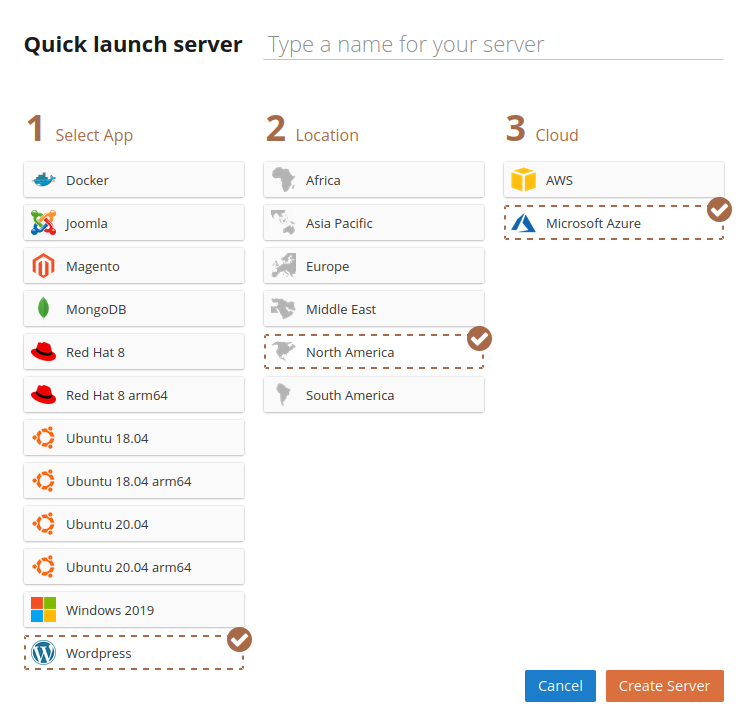 Quick launch server
Type a name for your server
1 Select App
Docker
Joomla
Magento
MongoDB
Red Hat 8
Red Hat 8 arm64
Ubuntu 18.04
Ubuntu 18.04 arm64
Ubuntu 20.04
Ubuntu 20.04 arm64
Windows 2019
Wordpress
2 Location
Africa
Asia Pacific
Europe
Middle East
North America
South America
3 Cloud
AWS
Microsoft Azure
Cancel
Create Server